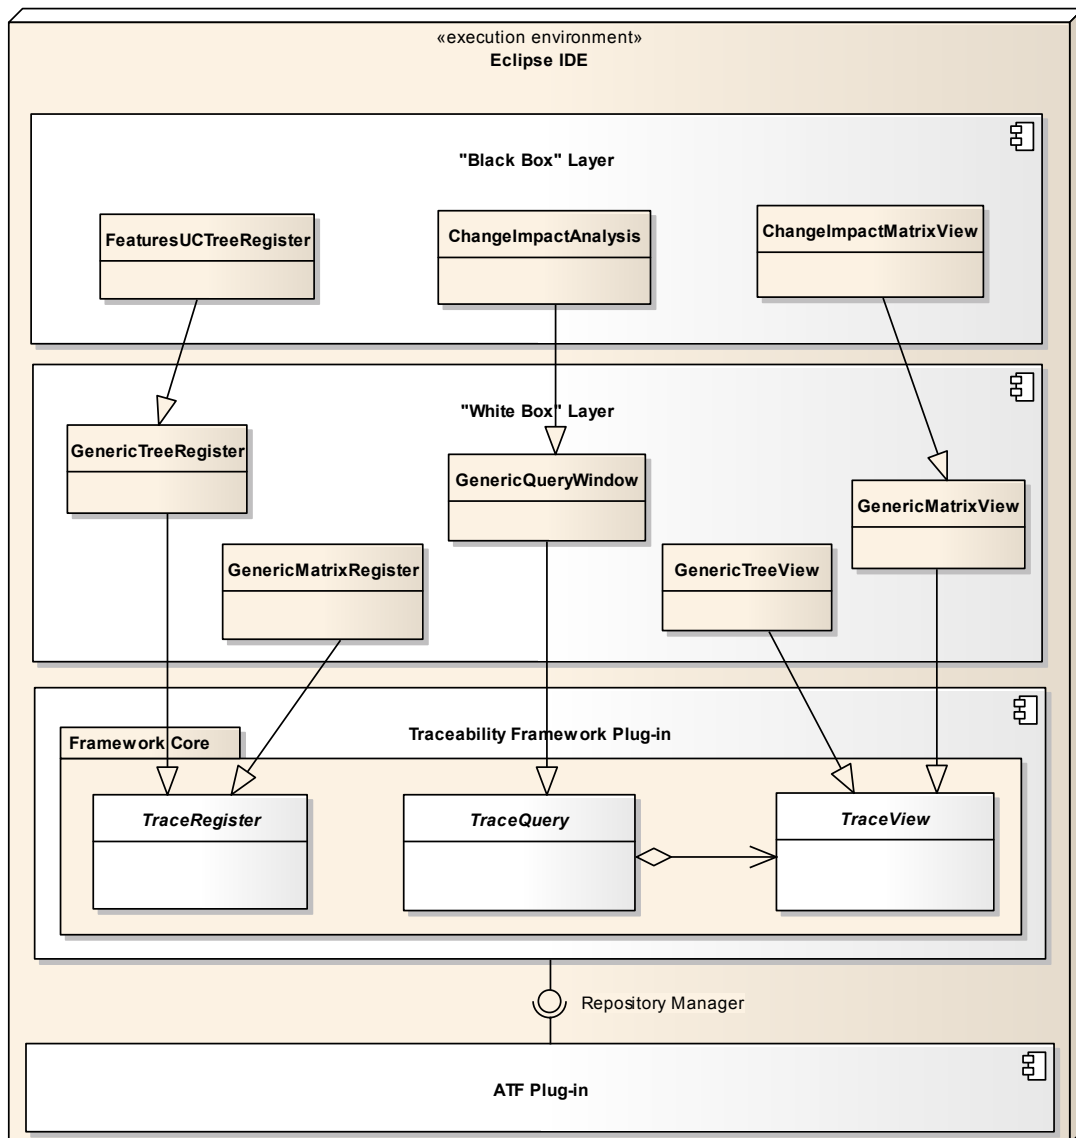 «execution environment»
Eclipse IDE
"Black Box" Layer
FeaturesUCTreeRegister
ChangeImpactAnalysis
ChangeImpactMatrixView
"White Box" Layer
GenericTreeRegister
GenericQueryWindow
GenericMatrixView
GenericMatrixRegister
GenericTreeView
Traceability Framework Plug-in
Framework Core
TraceRegister
TraceQuery
TraceView
Repository Manager
ATF Plug-in